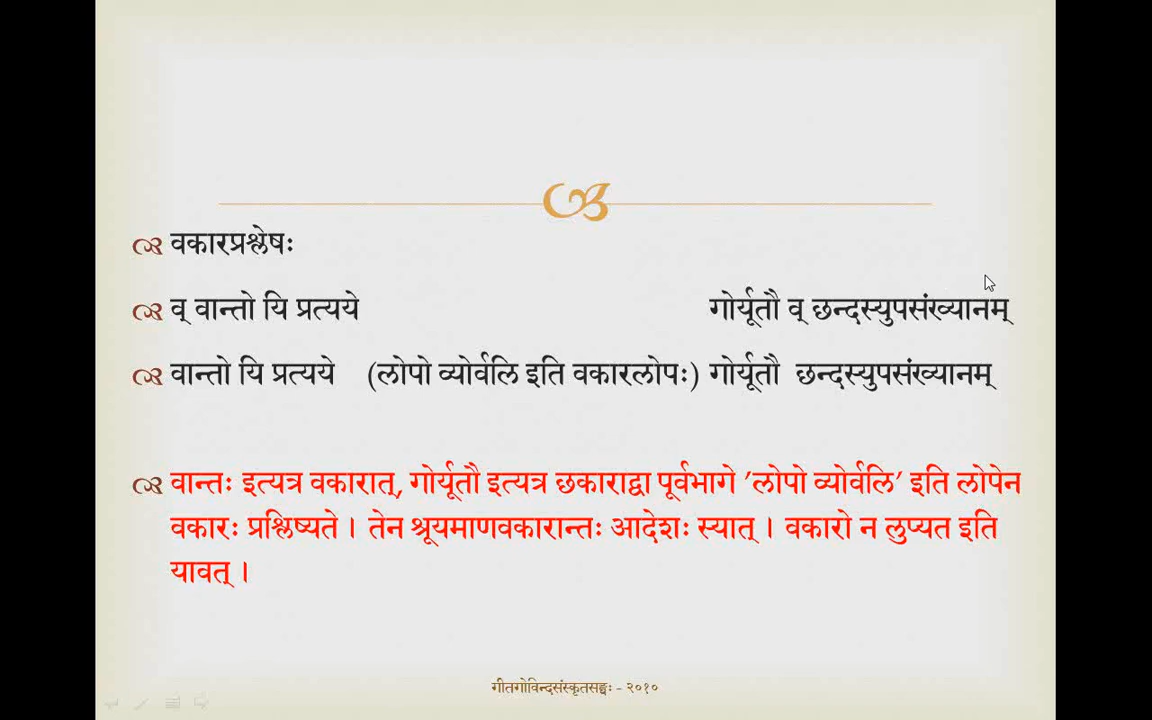 वकारप्रश्लेषः
व् वान्तो यि प्रत्यये गोर्यूतौ व् छन्दस्युपसंख्यानम्
वान्तो यि प्रत्यये (लोपो व्योर्वलि इति वकारलोपः) गोर्यूतौ छन्दस्युपसंख्यानम्
वान्तः इत्यत्र वकारात्, गोर्यूतौ इत्यत्र छकाराद्वा पूर्वभागे 'लोपो व्योर्वलि' इति लोपेन
वकारः प्रश्लिष्यते । तेन श्रूयमाणवकारान्तः आदेशः स्यात् । वकारो न लुप्यत इति
यावत् ।
गीतगोविन्दसंस्कृतसङ्घः - २०१०